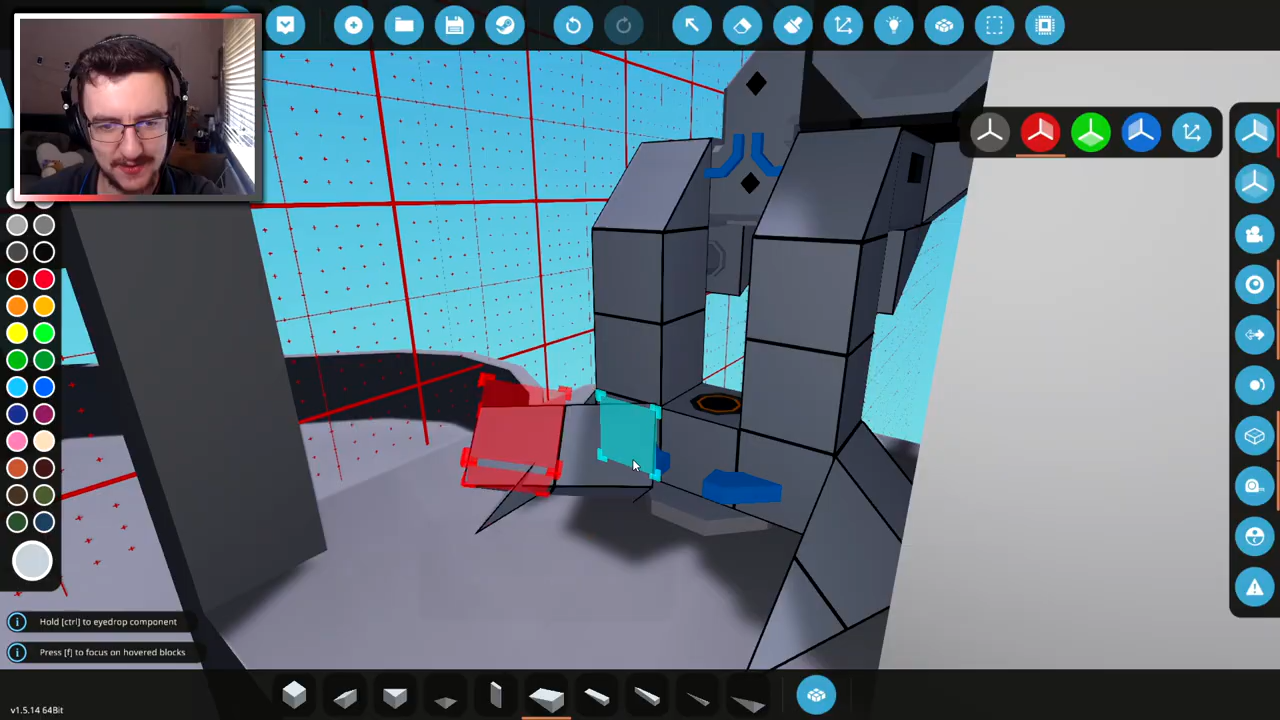 Hold [ctrl] to eyedrop component
Press [f] to focus on hovered blocks
v1.5.14 64Bit